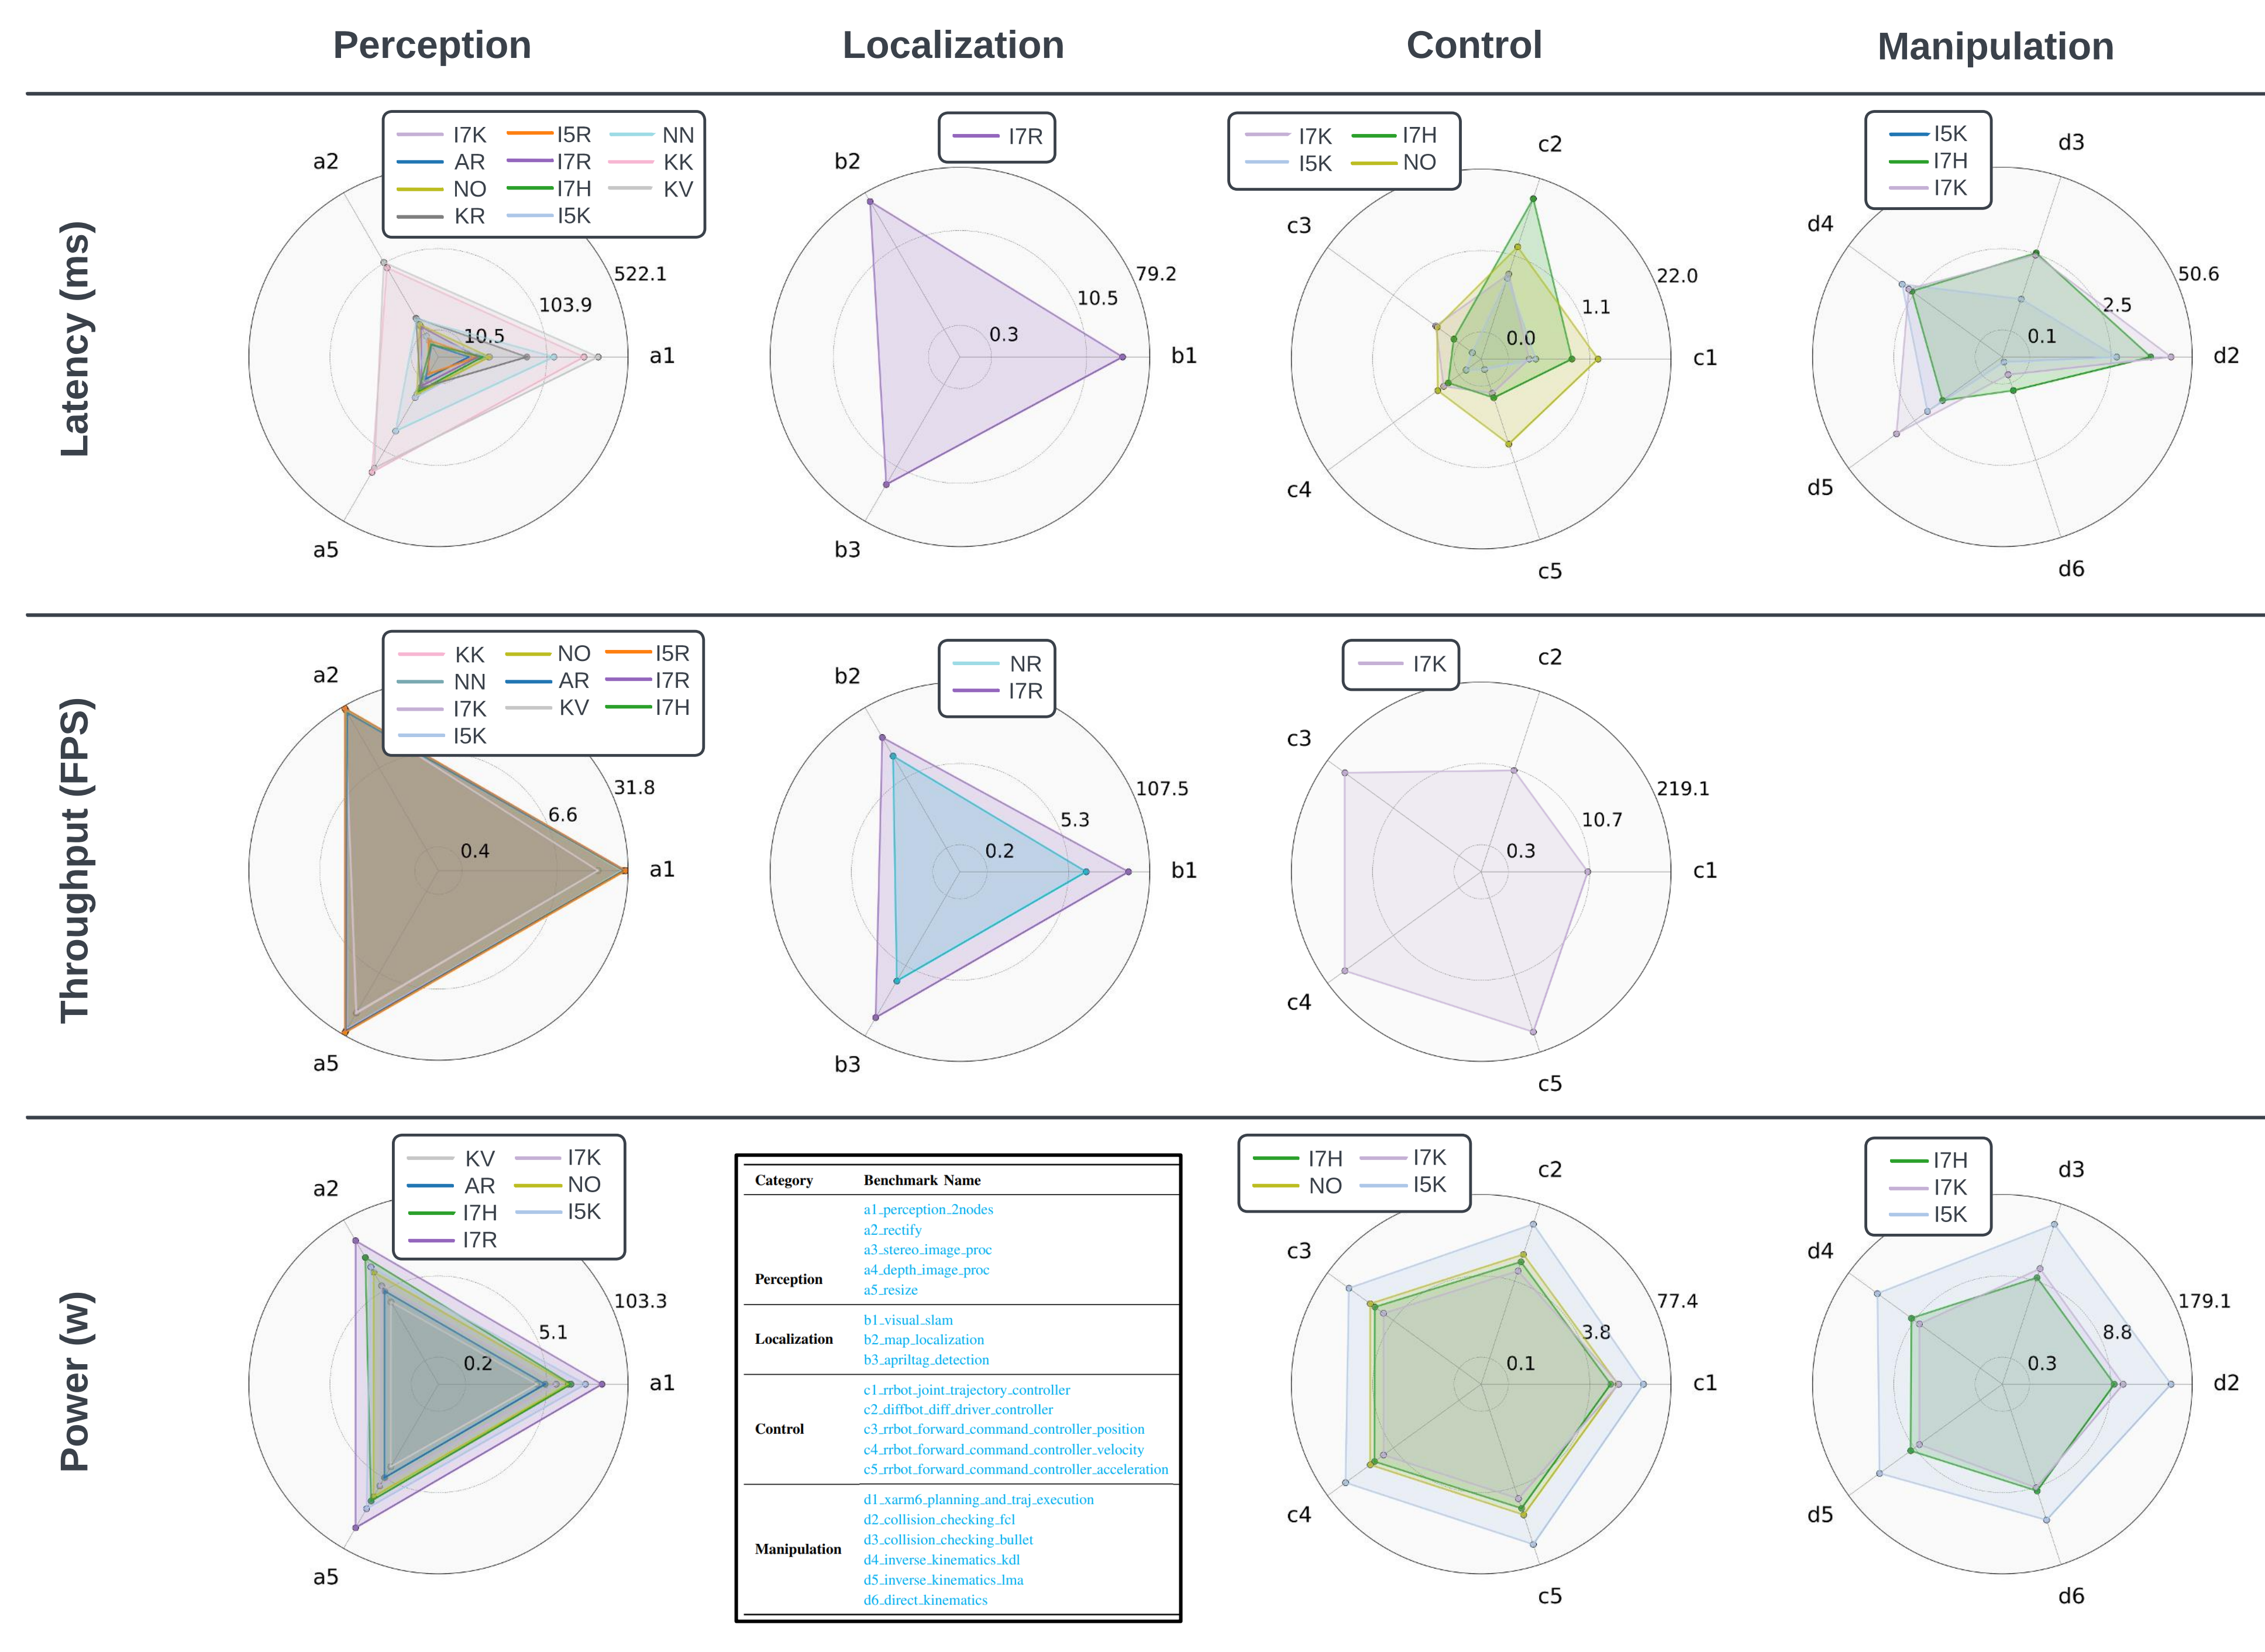 Perception
Localization
Control
Manipulation
Latency (ms)
I7K I5R NN
AR I7R KK
NO I7H KV
KR I5K
a2
522.1
103.9
10.5
a1
a5
I7R
b2
79.2
10.5
0.3
b1
b3
I7K I7H
I5K NO
c2
c3
22.0
1.1
0.0
c1
c4
c5
I5K
I7H
I7K
d3
d4
50.6
2.5
0.1
d2
d5
d6
Throughput (FPS)
KK NO I5R
NN AR I7R
I7K KV I7H
I5K
a2
31.8
6.6
0.4
a1
a5
NR
I7R
b2
107.5
5.3
0.2
b1
b3
I7K
c2
c3
219.1
10.7
0.3
c1
c4
c5
Power (w)
KV I7K
AR NO
I7H I5K
I7R
a2
103.3
5.1
0.2
a1
a5
Category Benchmark Name
Perception
a1_perception_2nodes
a2_rectify
a3_stereo_image_proc
a4_depth_image_proc
a5_resize
Localization
b1_visual_slam
b2_map_localization
b3_apriltag_detection
Control
c1_rrbot_joint_trajectory_controller
c2_diffbot_diff_driver_controller
c3_rrbot_forward_command_controller_position
c4_rrbot_forward_command_controller_velocity
c5_rrbot_forward_command_controller_acceleration
Manipulation
d1_xarm6_planning_and_traj_execution
d2_collision_checking_fcl
d3_collision_checking_bullet
d4_inverse_kinematics_kdl
d5_inverse_kinematics_lma
d6_direct_kinematics
I7H I7K
NO I5K
c2
c3
77.4
3.8
0.1
c1
c4
c5
I7H
I7K
I5K
d3
d4
179.1
8.8
0.3
d2
d5
d6